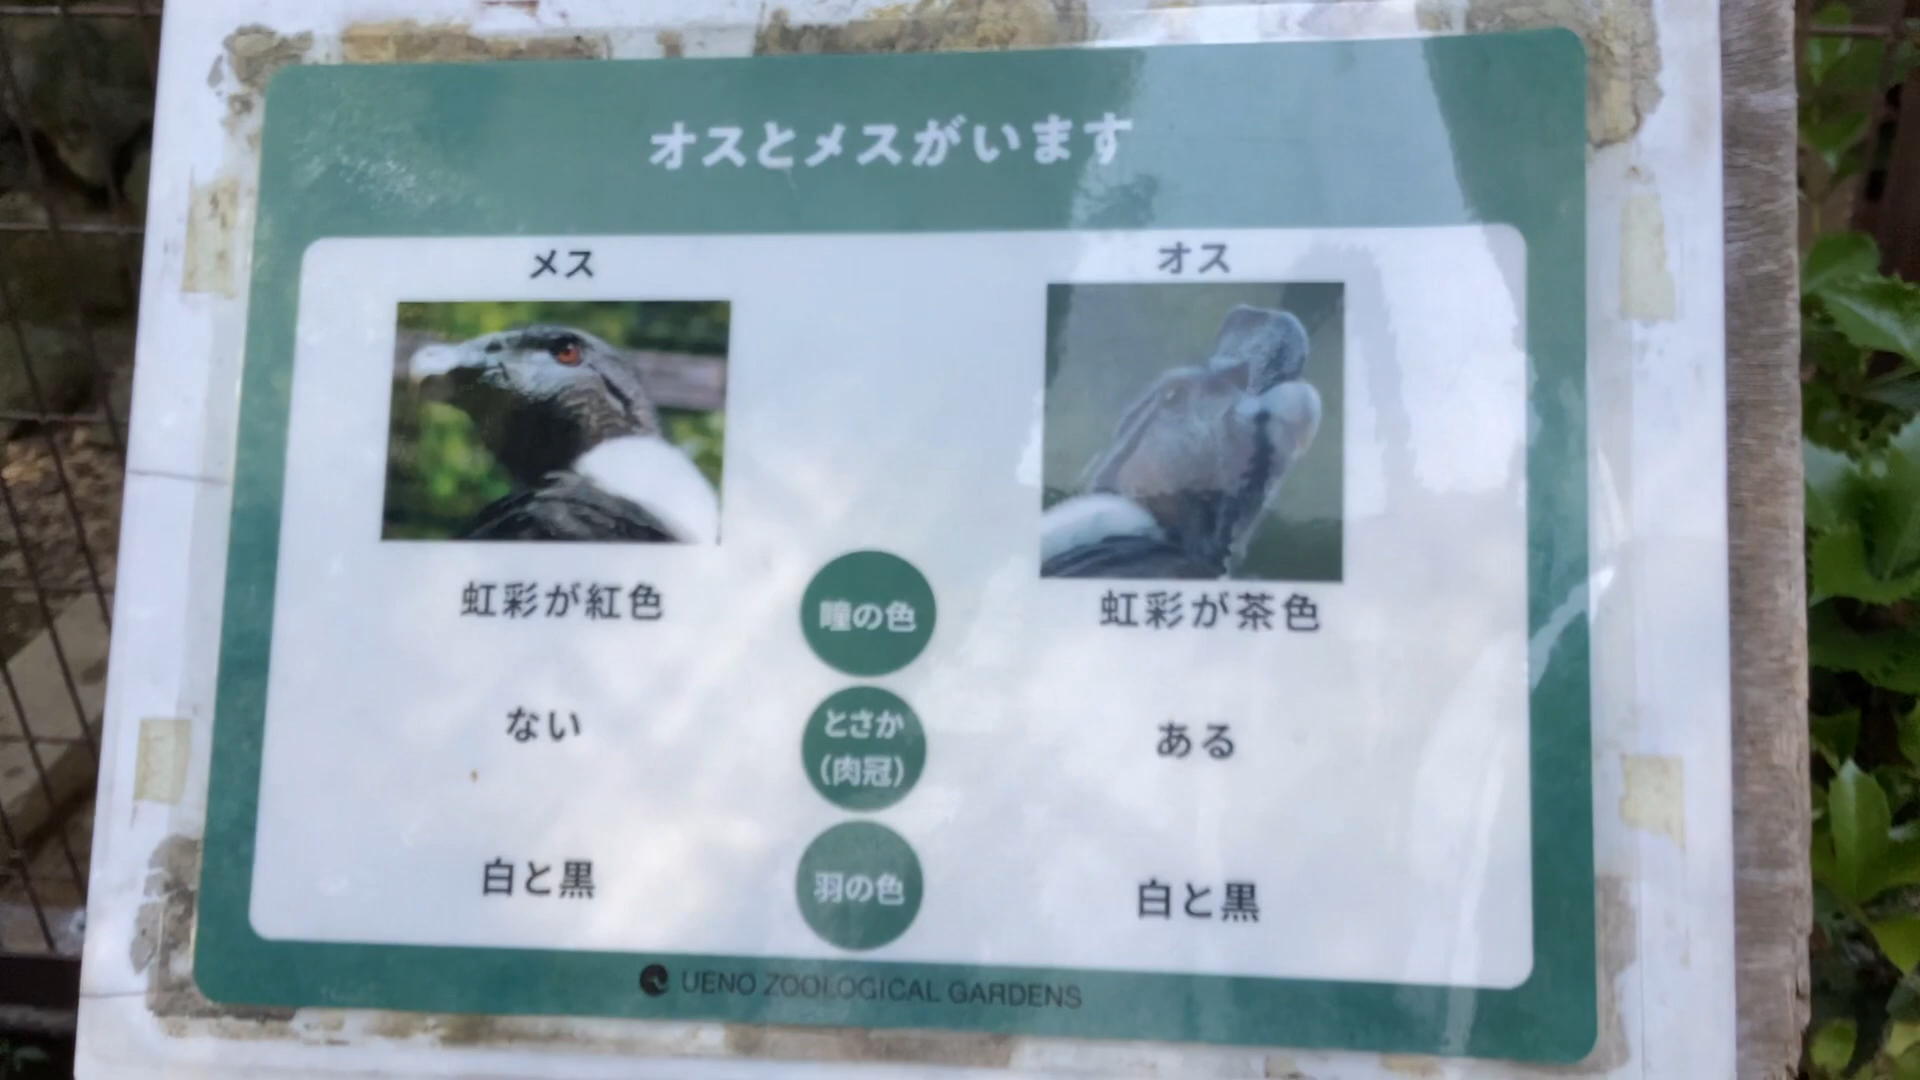 オスとメスがいます
メス
オス
虹彩が紅色
瞳の色
虹彩が茶色
ない
とさか
(肉冠)
ある
白と黒
羽の色
白と黒
UENO ZOOLOGICAL GARDENS